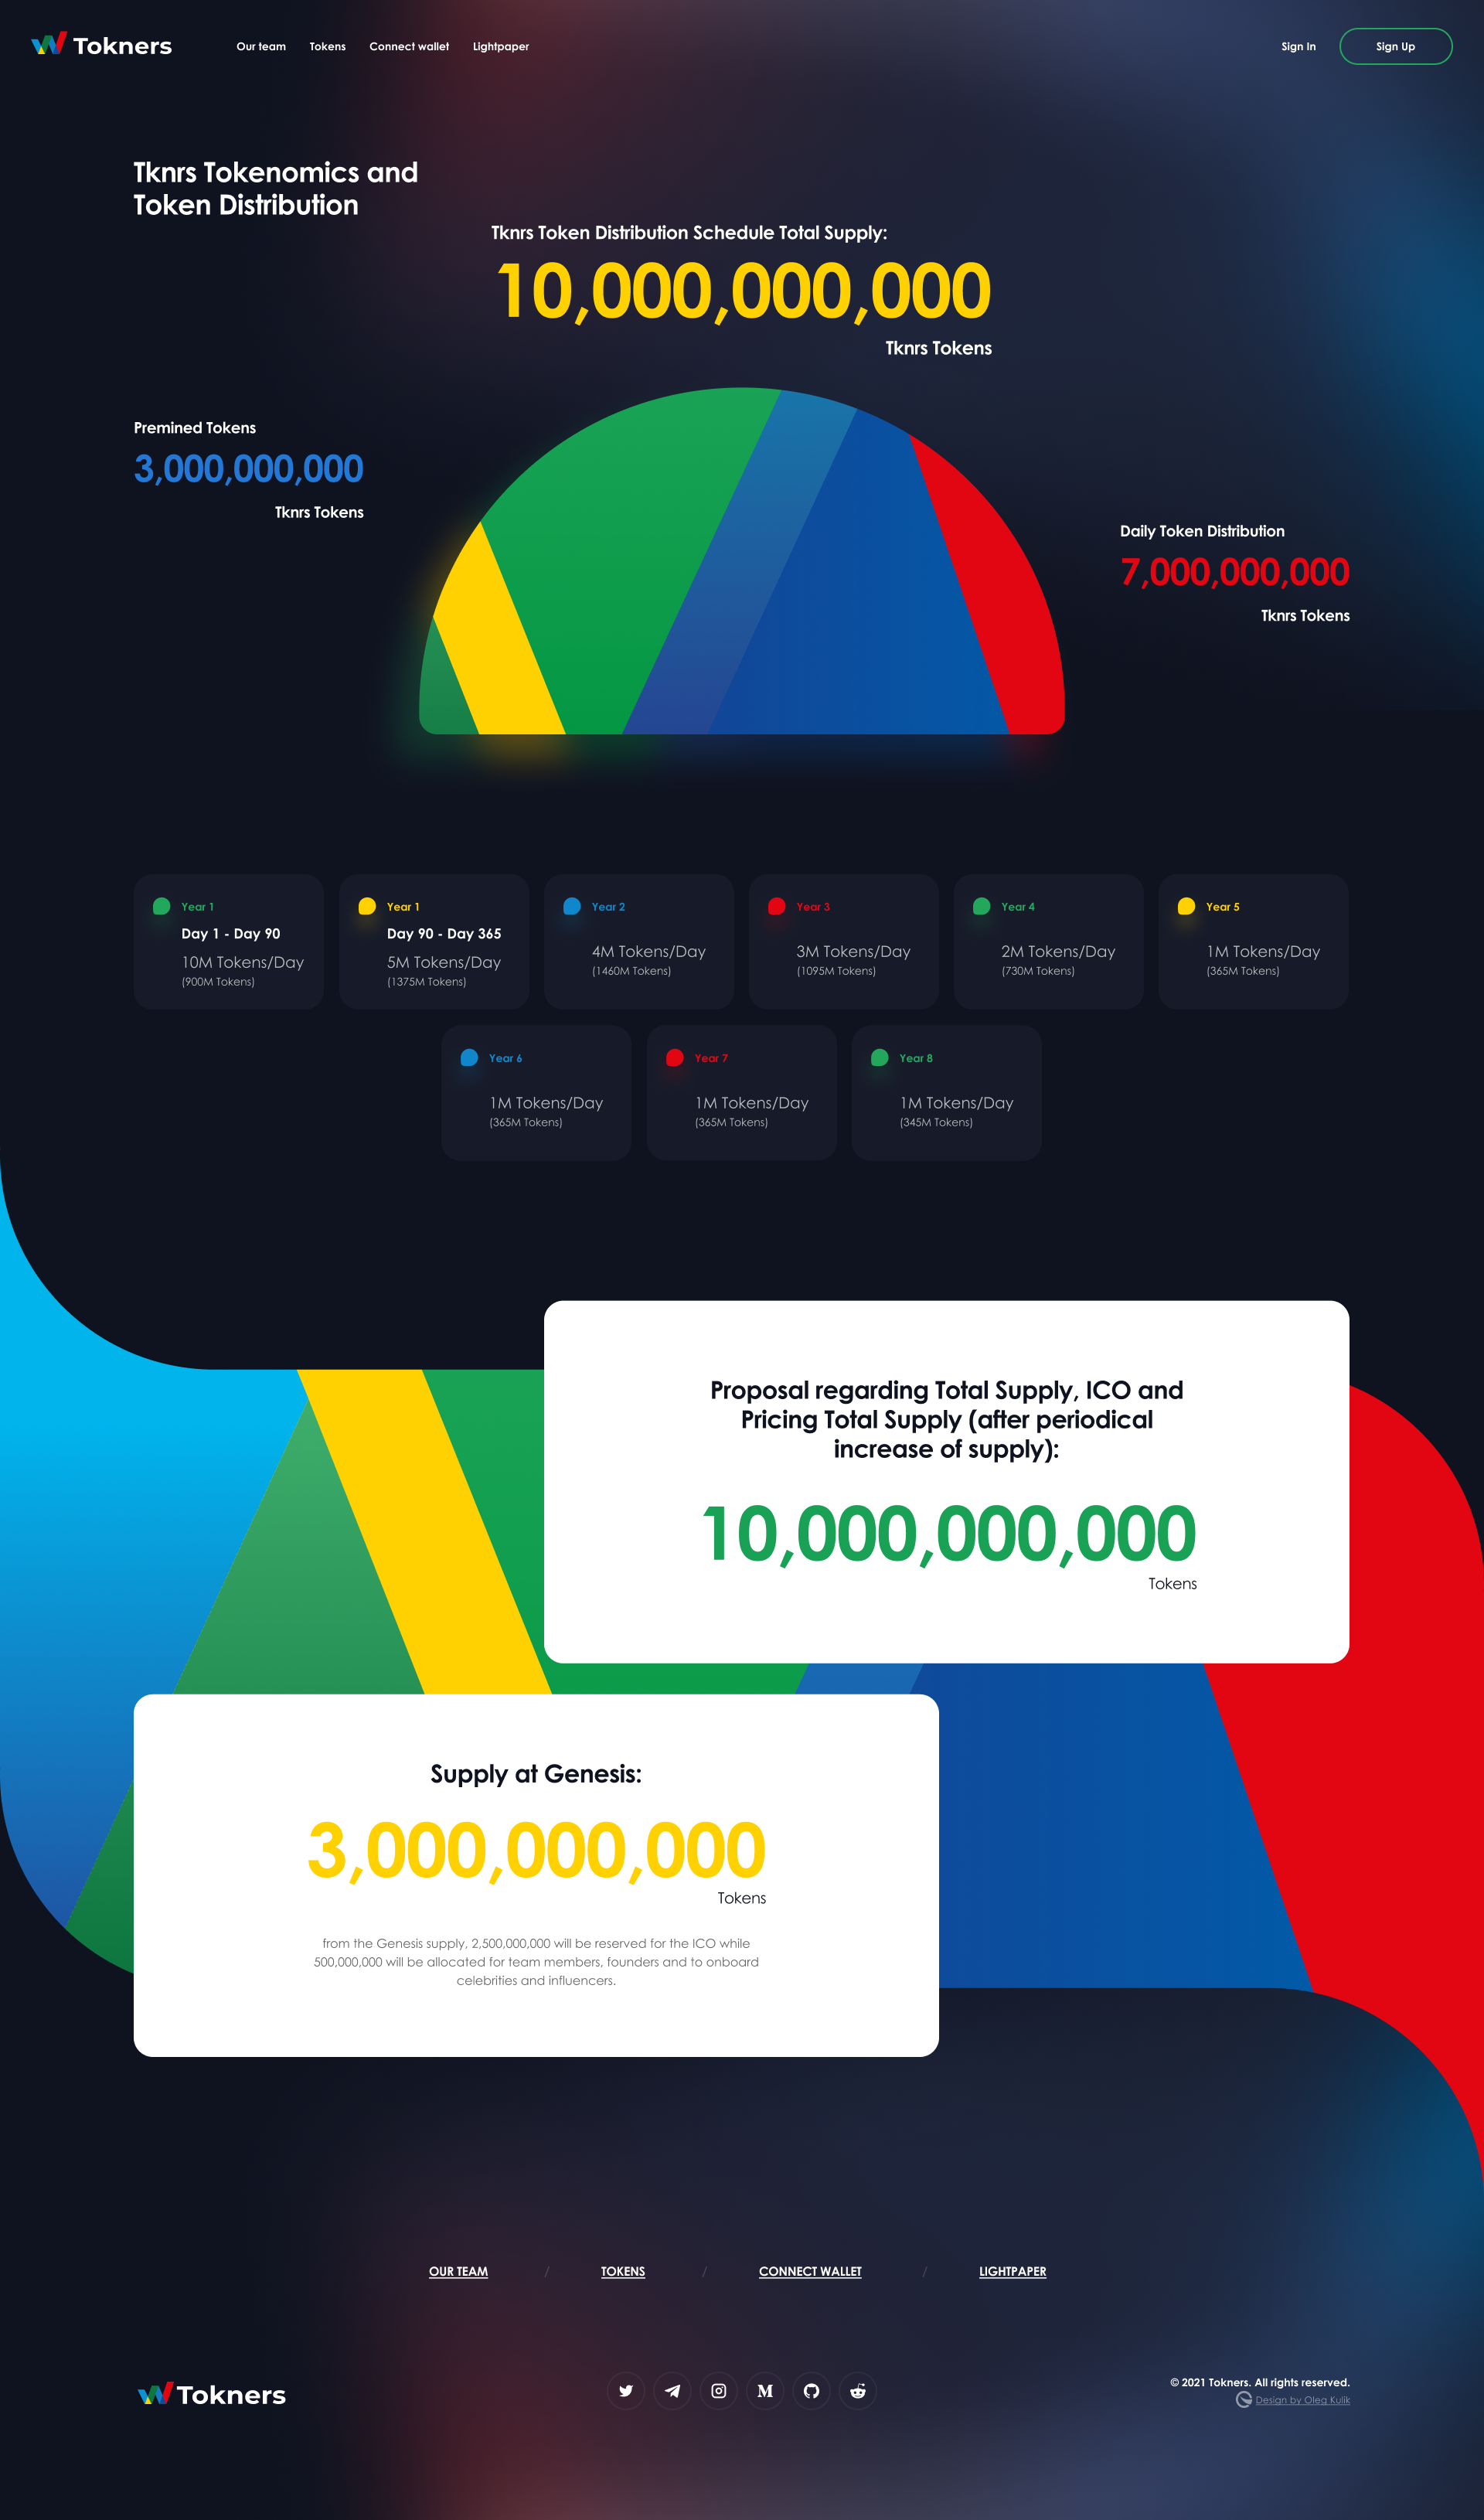 Tokners
Our team
Tokens
Connect wallet
Lightpaper
Sign In
Sign Up
Tknrs Tokenomics and
Token Distribution
Tknrs Token Distribution Schedule Total Supply:
10,000,000,000
Tknrs Tokens
Premined Tokens
3,000,000,000
Tknrs Tokens
Daily Token Distribution
7,000,000,000
Tknrs Tokens
Year 1
Day 1 - Day 90
10M Tokens/Day
(900M Tokens)
Year 1
Day 90 - Day 365
5M Tokens/Day
(1375M Tokens)
Year 2
4M Tokens/Day
(1460M Tokens)
Year 3
3M Tokens/Day
(1095M Tokens)
Year 4
2M Tokens/Day
(730M Tokens)
Year 5
1M Tokens/Day
(365M Tokens)
Year 6
1M Tokens/Day
(365M Tokens)
Year 7
1M Tokens/Day
(365M Tokens)
Year 8
1M Tokens/Day
(345M Tokens)
Proposal regarding Total Supply, ICO and
Pricing Total Supply (after periodical
increase of supply):
10,000,000,000
Tokens
Supply at Genesis:
3,000,000,000
Tokens
from the Genesis supply, 2,500,000,000 will be reserved for the ICO while
500,000,000 will be allocated for team members, founders and to onboard
celebrities and influencers.
OUR TEAM / TOKENS / CONNECT WALLET / LIGHTPAPER
Tokners
© 2021 Tokners. All rights reserved.
Design by Oleg Kulik